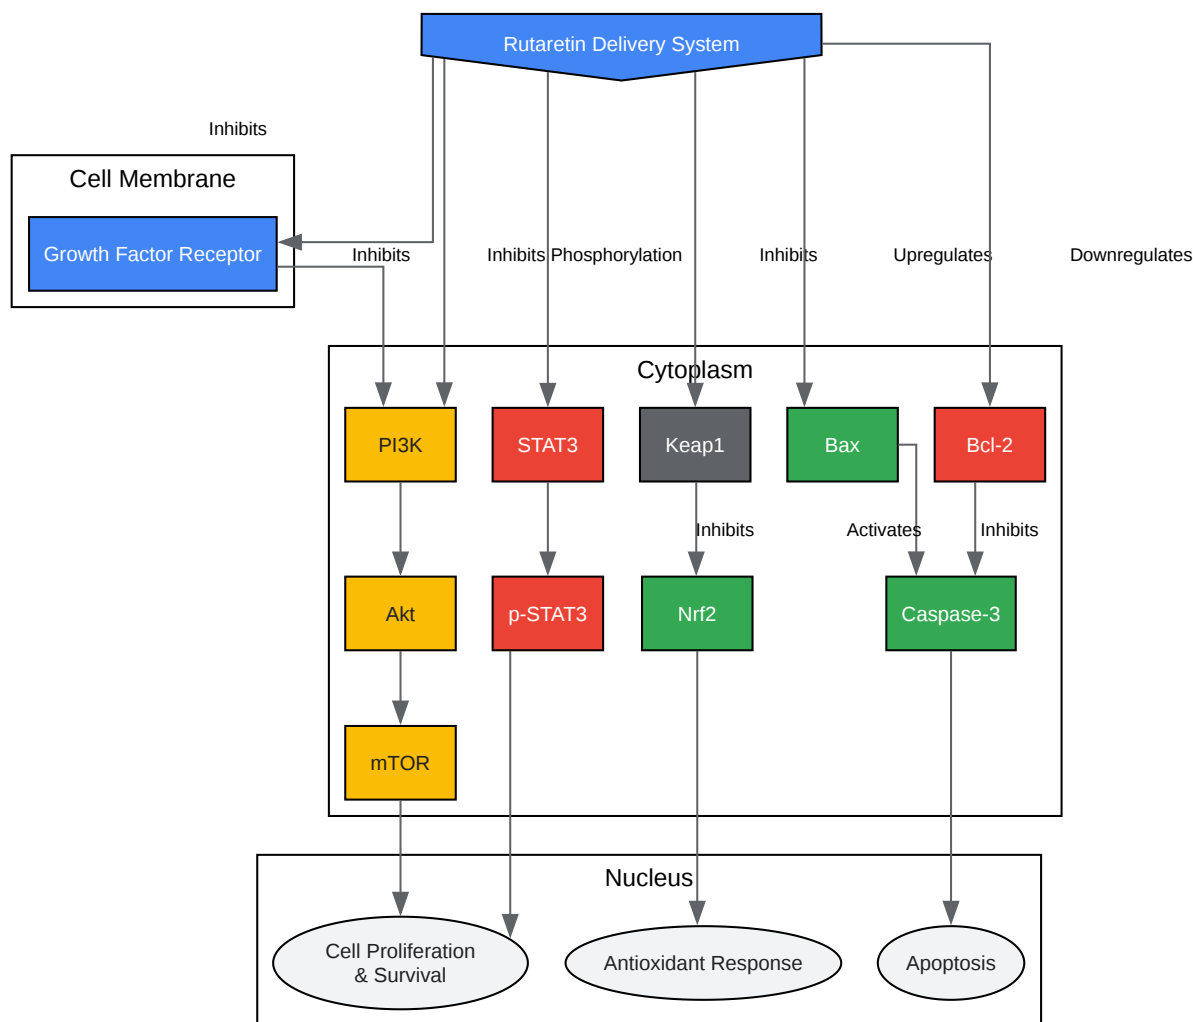 Rutaretin Delivery System
Inhibits
Cell Membrane
Growth Factor Receptor
Inhibits
Inhibits Phosphorylation
Inhibits
Upregulates
Downregulates
Cytoplasm
PI3K
STAT3
Keap1
Bax
Bcl-2
Inhibits
Activates
Inhibits
Akt
p-STAT3
Nrf2
Caspase-3
mTOR
Nucleus
Cell Proliferation
& Survival
Antioxidant Response
Apoptosis